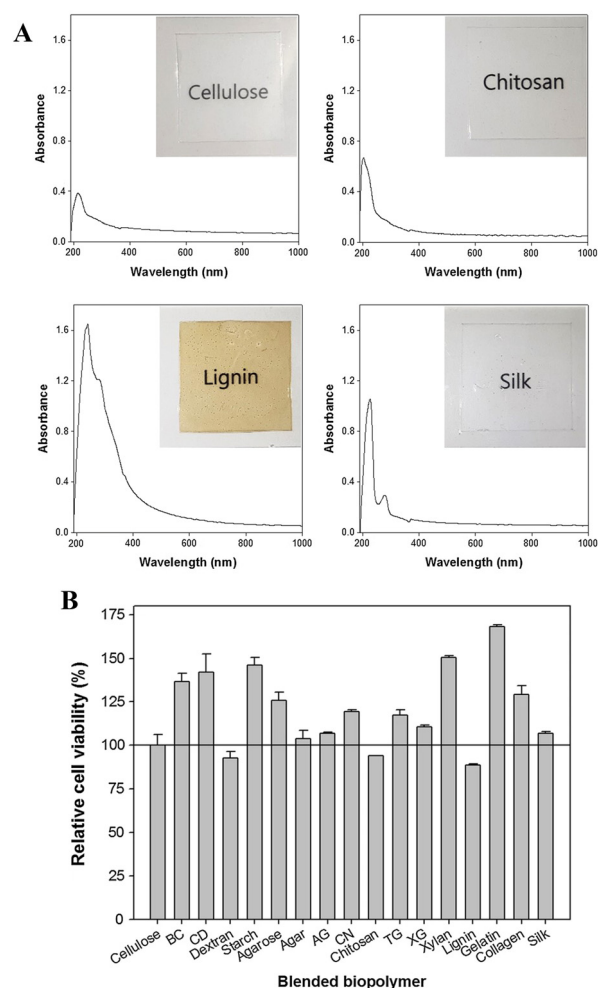 A
Cellulose
Absorbance
1.6
1.2
0.8
0.4
0.0
200 400 600 800 1000
Wavelength (nm)
Chitosan
Absorbance
1.6
1.2
0.8
0.4
0.0
200 400 600 800 1000
Wavelength (nm)
Lignin
Absorbance
1.6
1.2
0.8
0.4
0.0
200 400 600 800 1000
Wavelength (nm)
Silk
Absorbance
1.6
1.2
0.8
0.4
0.0
200 400 600 800 1000
Wavelength (nm)
B
Relative cell viability (%)
175
150
125
100
75
50
25
0
Cellulose BC CD Dextran Starch Agarose Agar AG CN Chitosan TG XG Xylan Lignin Gelatin Collagen Silk
Blended biopolymer